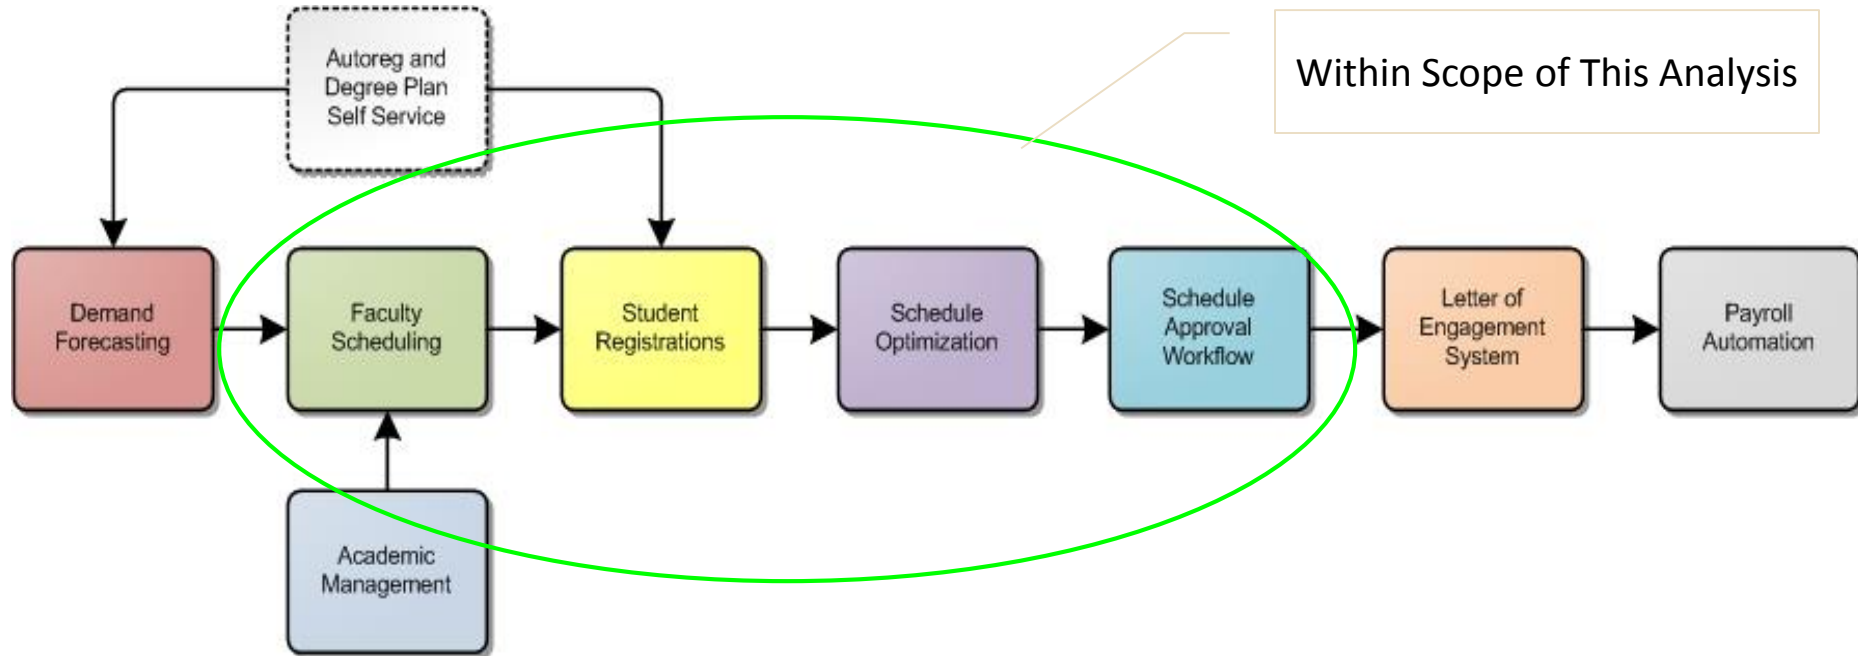 Autoreg and
Degree Plan
Self Service
Within Scope of This Analysis
Demand
Forecasting
Faculty
Scheduling
Student
Registrations
Schedule
Optimization
Schedule
Approval
Workflow
Letter of
Engagement
System
Payroll
Automation
Academic
Management